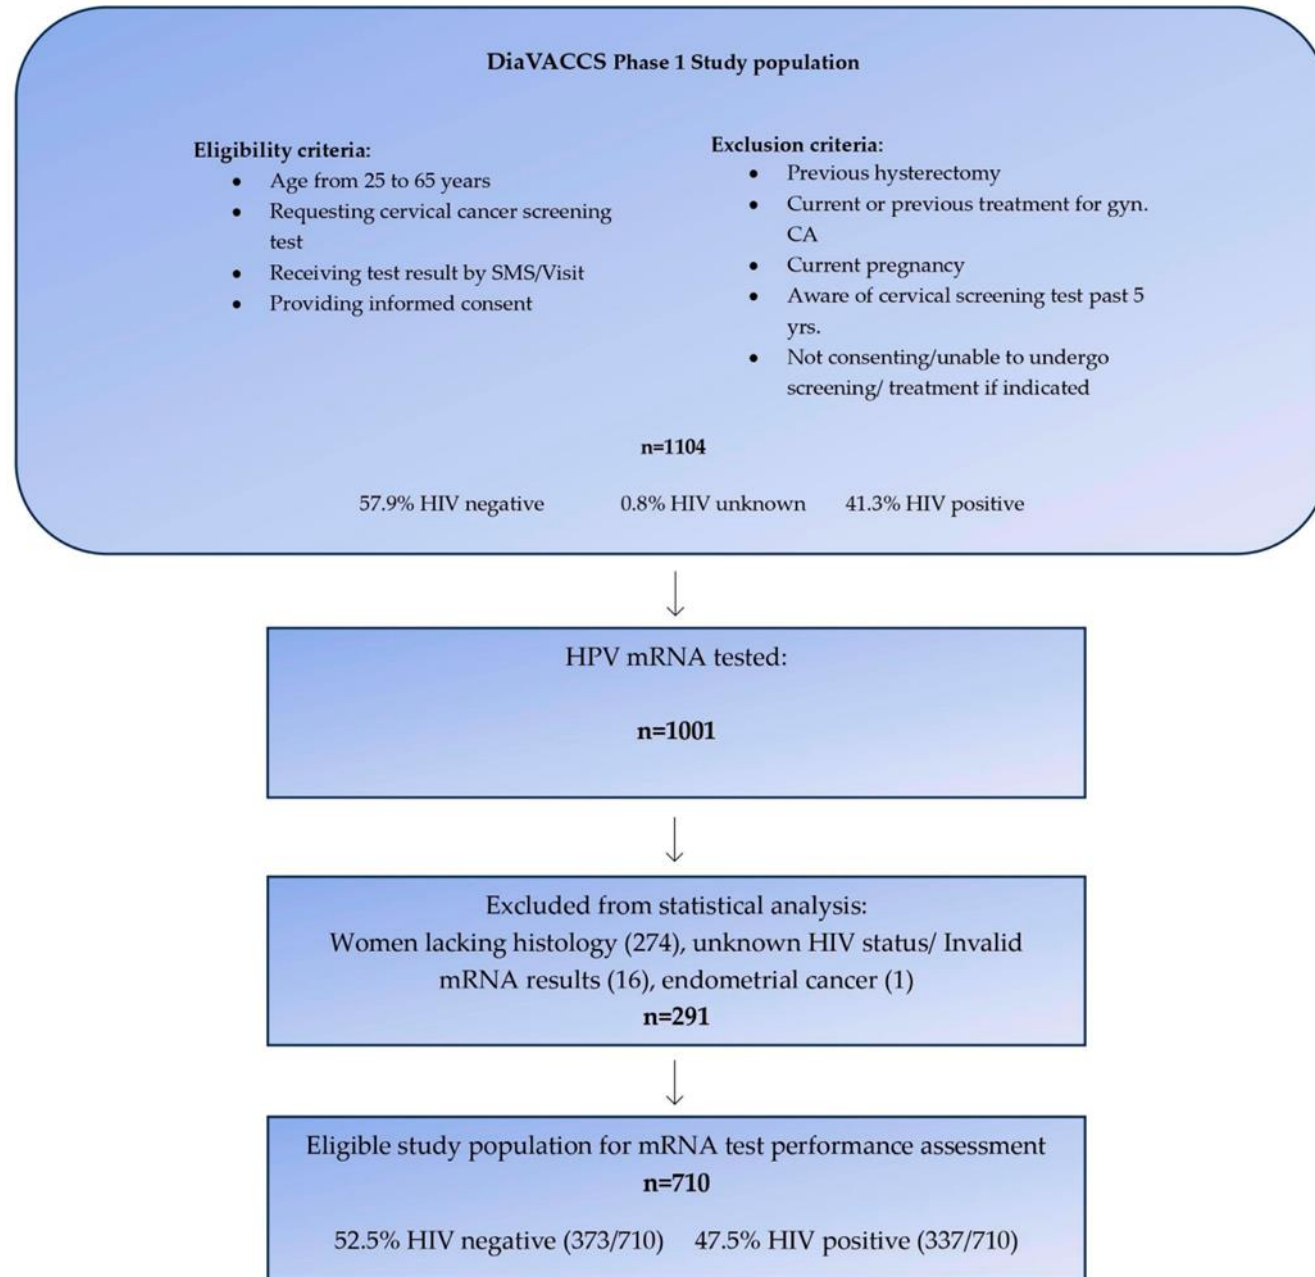 DiaVACCS Phase 1 Study population
Eligibility criteria:
• Age from 25 to 65 years
• Requesting cervical cancer screening
test
• Receiving test result by SMS/Visit
• Providing informed consent
Exclusion criteria:
• Previous hysterectomy
• Current or previous treatment for gyn.
CA
• Current pregnancy
• Aware of cervical screening test past 5
yrs.
• Not consenting/unable to undergo
screening/ treatment if indicated
n=1104
57.9% HIV negative 0.8% HIV unknown 41.3% HIV positive
HPV mRNA tested:
n=1001
Excluded from statistical analysis:
Women lacking histology (274), unknown HIV status/ Invalid
mRNA results (16), endometrial cancer (1)
n=291
Eligible study population for mRNA test performance assessment
n=710
52.5% HIV negative (373/710) 47.5% HIV positive (337/710)